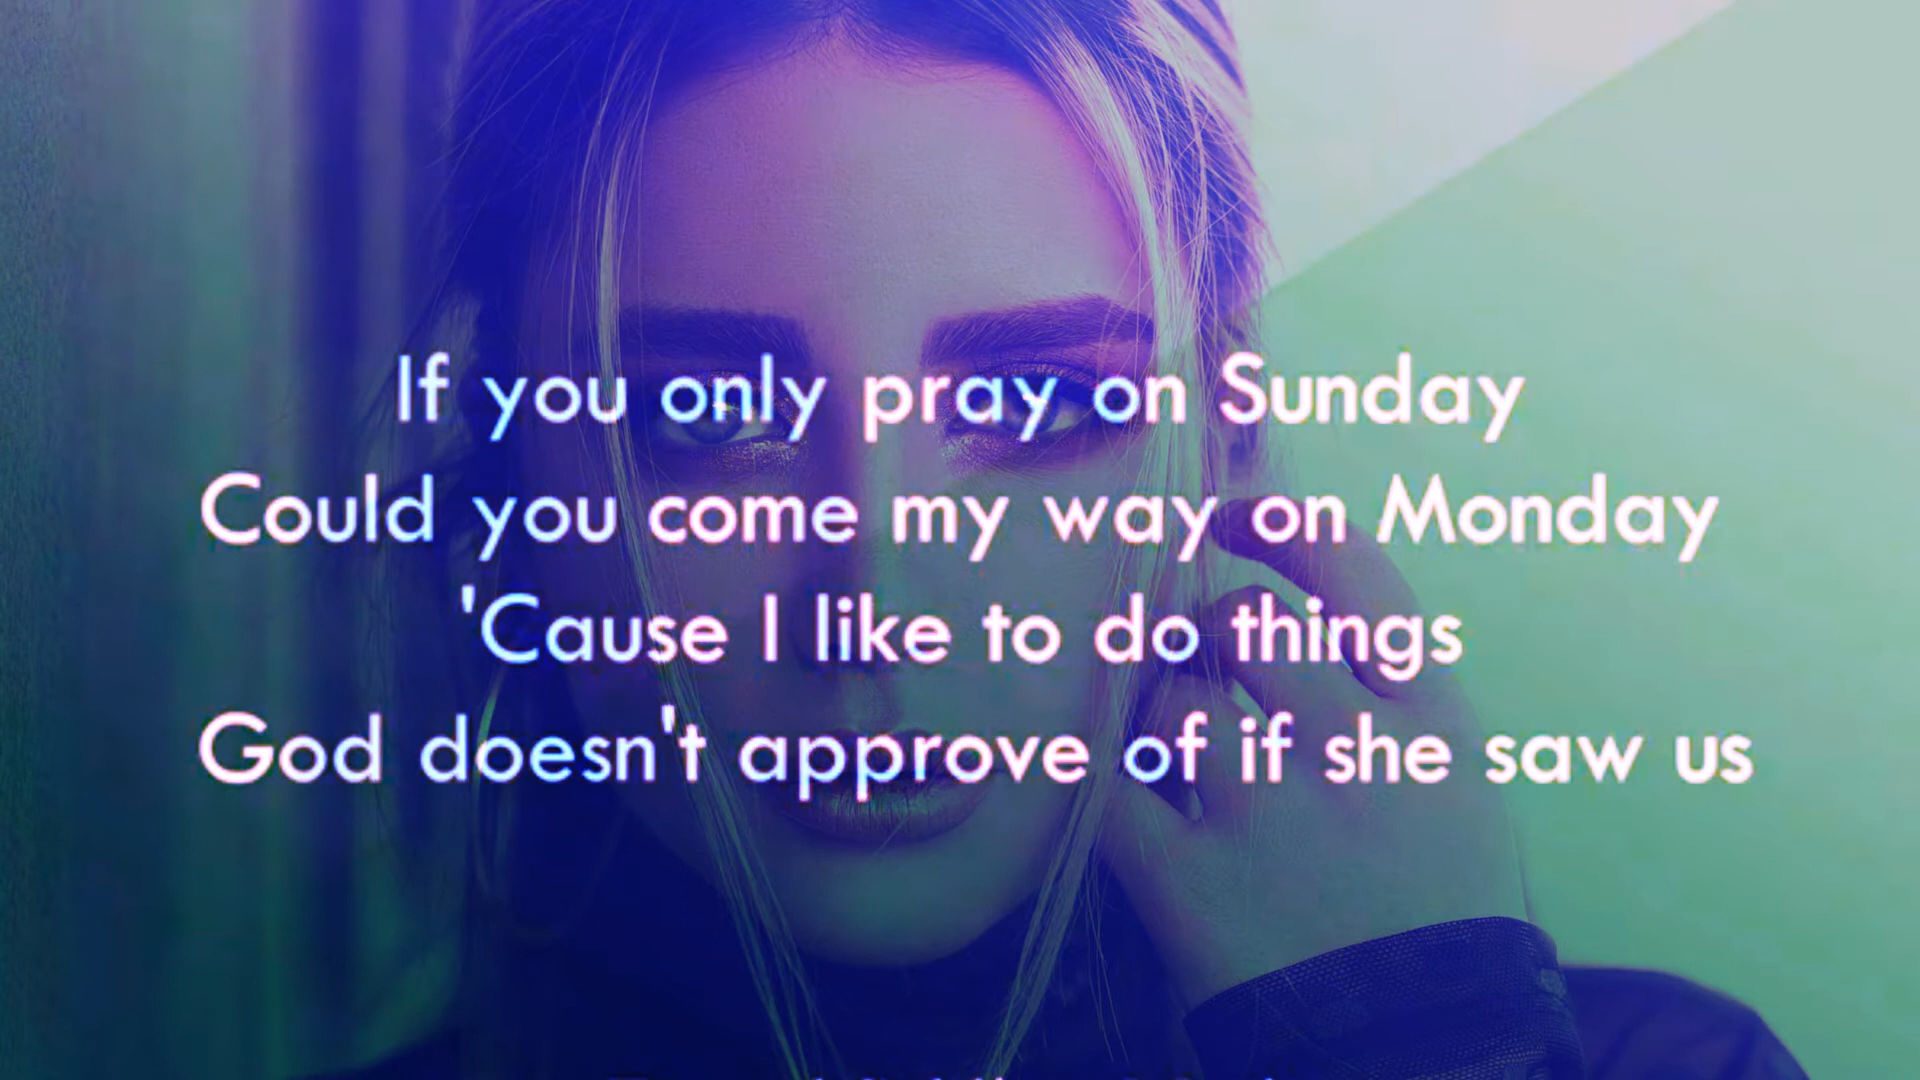 If you only pray on Sunday
Could you come my way on Monday
'Cause I like to do things
God doesn't approve of if she saw us